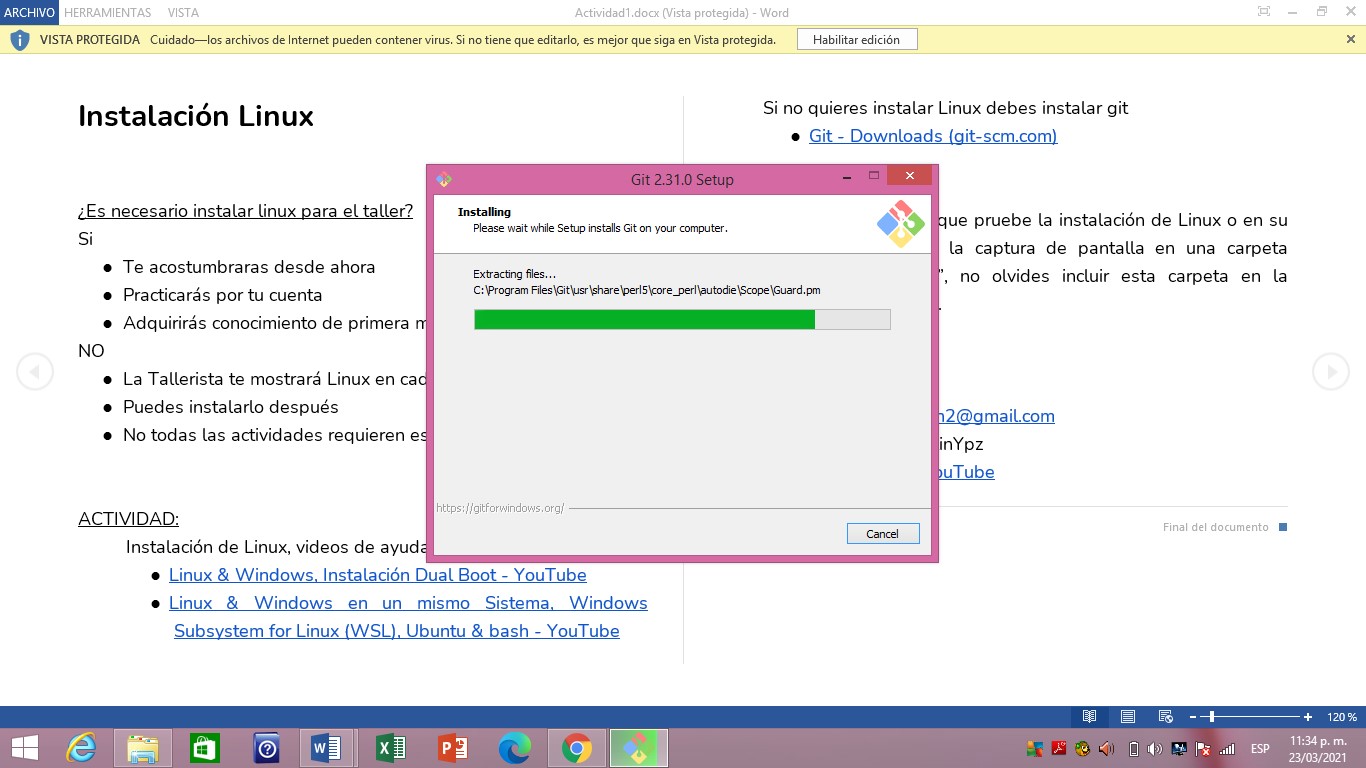 ARCHIVO HERRAMIENTAS VISTA
Actividad1.docx (Vista protegida) - Word
VISTA PROTEGIDA Cuidado—los archivos de Internet pueden contener virus. Si no tiene que editarlo, es mejor que siga en Vista protegida. Habilitar edición
Instalación Linux
¿Es necesario instalar linux para el taller?
Si
● Te acostumbraras desde ahora
● Practicarás por tu cuenta
● Adquirirás conocimiento de primera m
NO
● La Tallerista te mostrará Linux en cad
● Puedes instalarlo después
● No todas las actividades requieren es
ACTIVIDAD:
Instalación de Linux, videos de ayuda
● Linux & Windows, Instalación Dual Boot - YouTube
● Linux & Windows en un mismo Sistema, Windows
Subsystem for Linux (WSL), Ubuntu & bash - YouTube
Si no quieres instalar Linux debes instalar git
● Git - Downloads (git-scm.com)
que pruebe la instalación de Linux o en su
la captura de pantalla en una carpeta
”, no olvides incluir esta carpeta en la
.
n2@gmail.com
inYpz
ouTube
Final del documento
Git 2.31.0 Setup
Installing
Please wait while Setup installs Git on your computer.
Extracting files...
C:\Program Files\Git\usr\share\perl5\core_perl\autodie\Scope\Guard.pm
https://gitforwindows.org/
Cancel
120 %
ESP
11:34 p. m.
23/03/2021